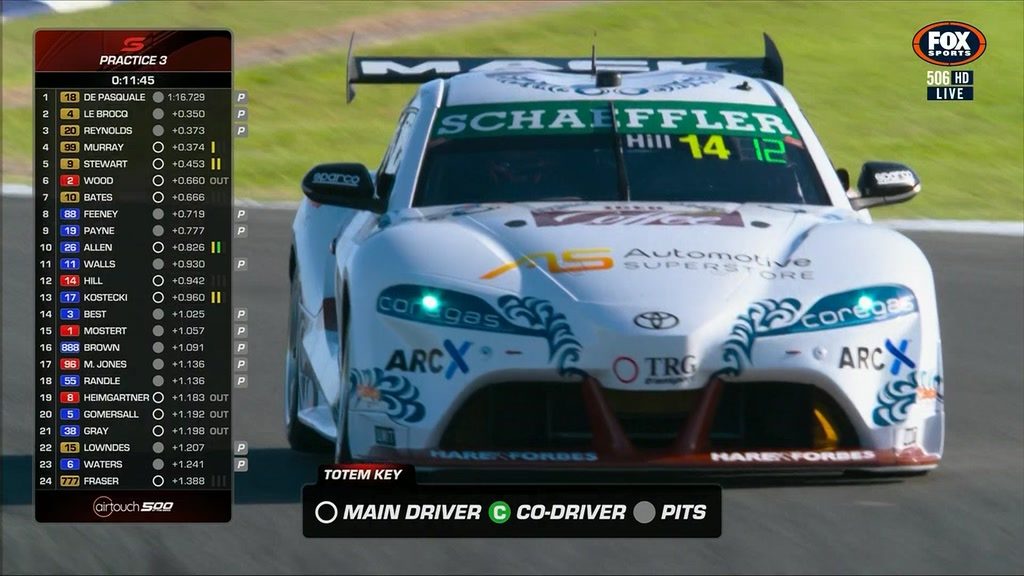 PRACTICE 3
0:11:45
1 18 DE PASQUALE 1:16.729 P
2 4 LE BROCQ +0.350 P
3 20 REYNOLDS +0.373 P
4 99 MURRAY +0.374
5 9 STEWART +0.453
6 2 WOOD +0.660 OUT
7 10 BATES +0.666
8 88 FEENEY +0.719 P
9 19 PAYNE +0.777 P
10 26 ALLEN +0.826
11 11 WALLS +0.930 P
12 14 HILL +0.942
13 17 KOSTECKI +0.960
14 3 BEST +1.025 P
15 1 MOSTERT +1.057 P
16 888 BROWN +1.091 P
17 96 M. JONES +1.136 P
18 55 RANDLE +1.136 P
19 8 HEIMGARTNER +1.183 OUT
20 5 GOMERSALL +1.192 OUT
21 38 GRAY +1.198 OUT
22 15 LOWNDES +1.207 P
23 6 WATERS +1.241 P
24 777 FRASER +1.388
airtouch 500
FOX
SPORTS
506 HD
LIVE
SCHAEFFLER
Hill 14 12
sparco
sparco
AS Automotive
SUPERSTORE
coregas
coregas
ARCX
TRG
ARCX
HARE & FORBES
HARE & FORBES
TOTEM KEY
MAIN DRIVER C CO-DRIVER PITS